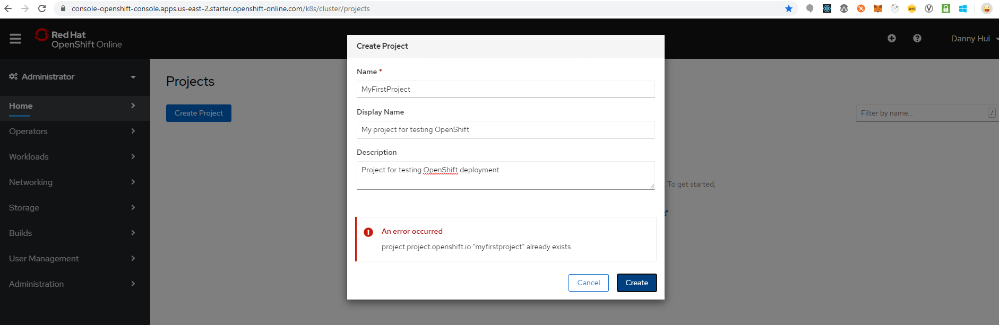 console-openshift-console.apps.us-east-2.starter.openshift-online.com/k8s/cluster/projects
Red Hat
OpenShift Online
Danny Hui
Administrator
Home
Operators
Workloads
Networking
Storage
Builds
User Management
Administration
Projects
Create Project
Filter by name...
/
. To get started,
Create Project
Name *
MyFirstProject
Display Name
My project for testing OpenShift
Description
Project for testing OpenShift deployment
An error occurred
project.project.openshift.io "myfirstproject" already exists
Cancel
Create